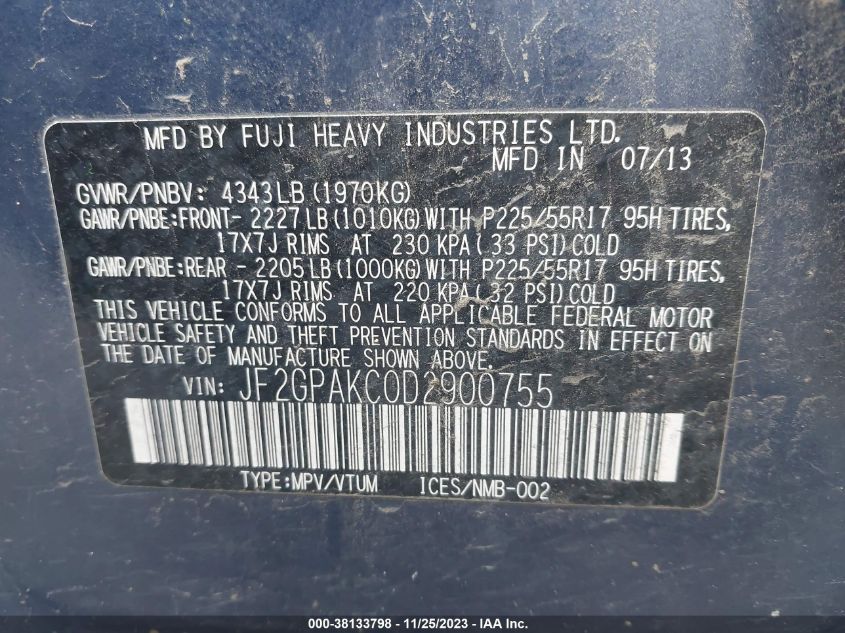 MFD BY FUJI HEAVY INDUSTRIES LTD.
MFD IN 07/13
GVWR/PNBV: 4343LB (1970KG)
GAWR/PNBE:FRONT- 2227 LB (1010KG) WITH P225/55R17 95H TIRES,
17X7J RIMS AT 230 KPA ( 33 PSI) COLD
GAWR/PNBE:REAR - 2205 LB (1000KG) WITH P225/55R17 95H TIRES,
17X7J RIMS AT 220 KPA ( 32 PSI) COLD
THIS VEHICLE CONFORMS TO ALL APPLICABLE FEDERAL MOTOR
VEHICLE SAFETY AND THEFT PREVENTION STANDARDS IN EFFECT ON
THE DATE OF MANUFACTURE SHOWN ABOVE.
VIN: JF2GPAKC0D2900755
TYPE:MPV/VTUM ICES/NMB-002
000-38133798 - 11/25/2023 - IAA Inc.